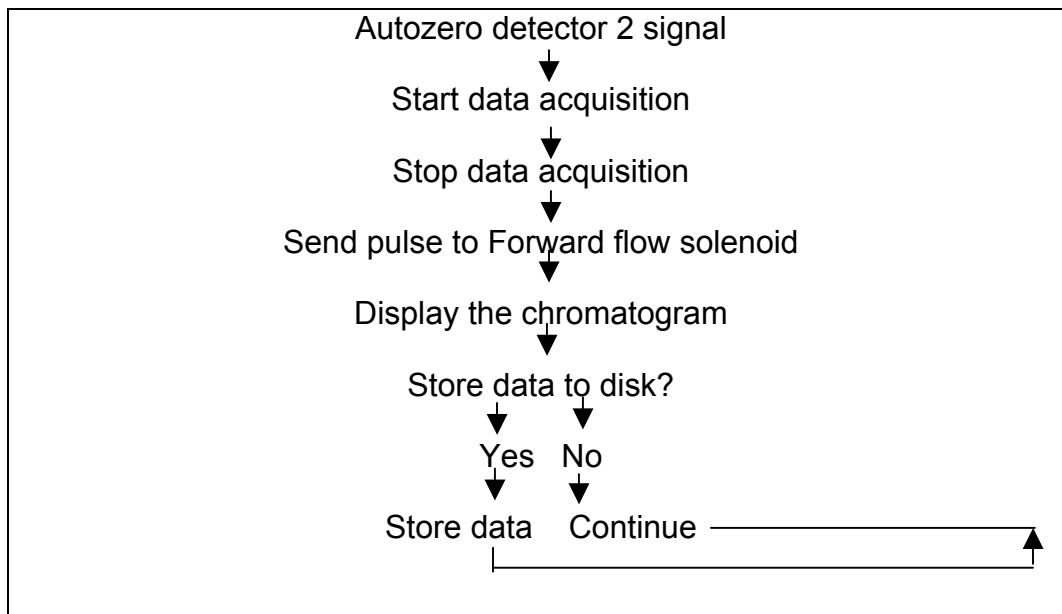 Autozero detector 2 signal
Start data acquisition
Stop data acquisition
Send pulse to Forward flow solenoid
Display the chromatogram
Store data to disk?
Yes No
Store data Continue